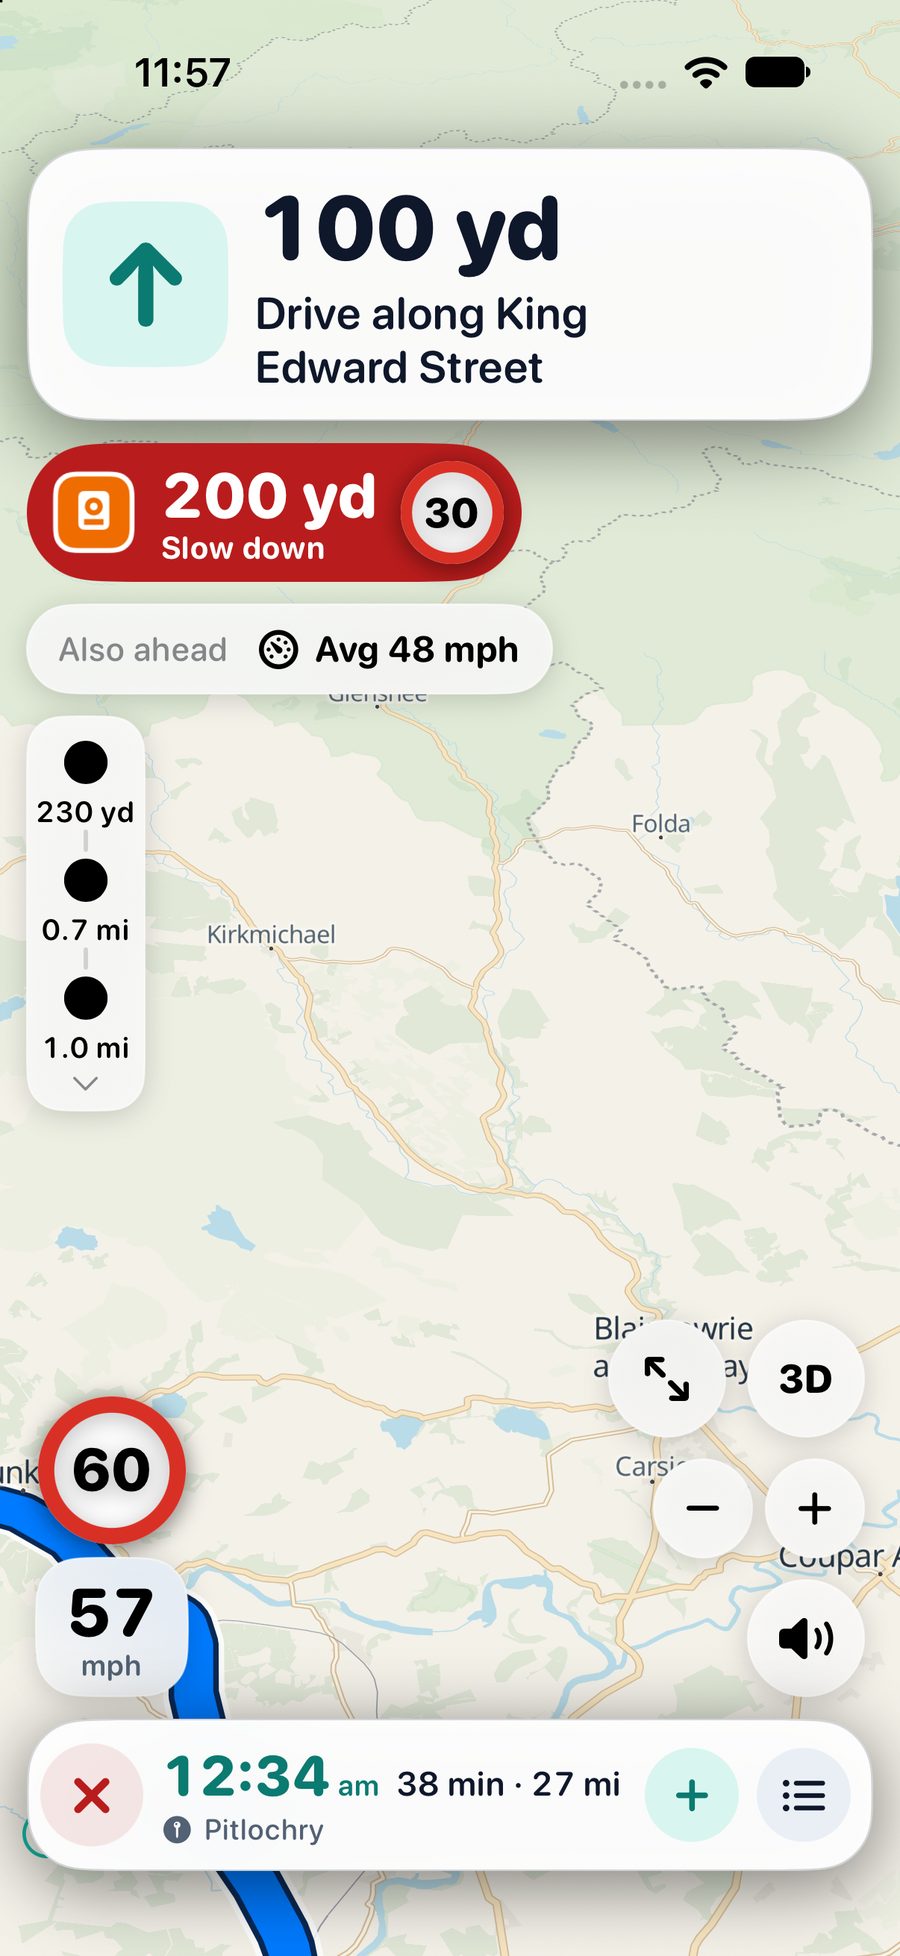 11:57
100 yd
Drive along King
Edward Street
200 yd
Slow down
30
Also ahead
Avg 48 mph
Glenshee
230 yd
0.7 mi
1.0 mi
Folda
Kirkmichael
3D
60
57
mph
12:34 am
38 min · 27 mi
Pitlochry